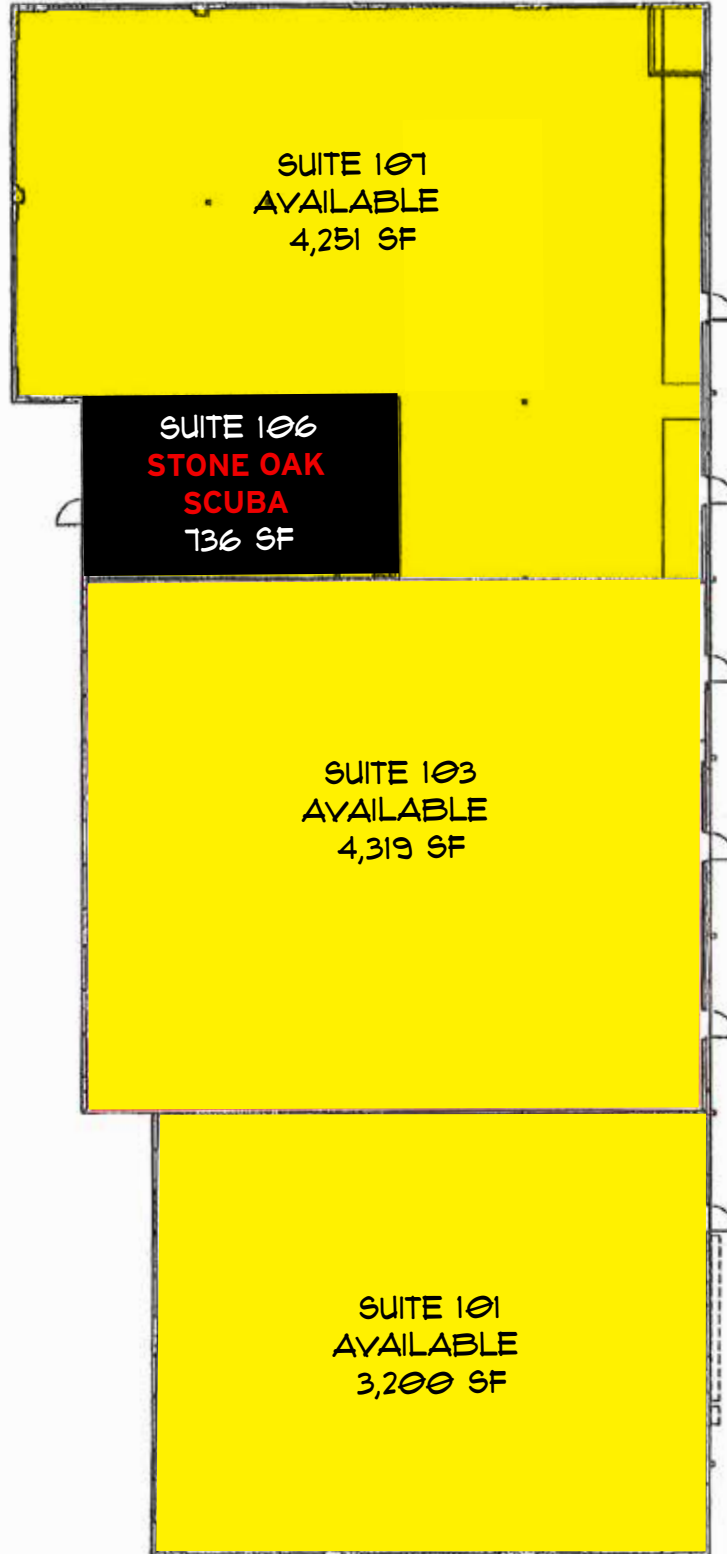 SUITE 107
AVAILABLE
4,251 SF
SUITE 106
STONE OAK
SCUBA
736 SF
SUITE 103
AVAILABLE
4,319 SF
SUITE 101
AVAILABLE
3,200 SF